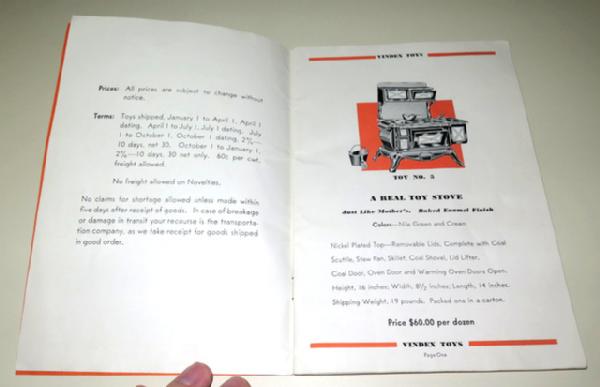 Prices: All prices are subject to change without
notice.
Terms: Toys shipped, January 1 to April 1, April 1
dating. April 1 to July 1, July 1 dating. July
1 to October 1, October 1 dating, 2%—
10 days, net 30. October 1 to January 1,
2%—10 days, 30 net only. 60c per cwt.
freight allowed.
No freight allowed on Novelties.
No claims for shortage allowed unless made within
five days after receipt of goods. In case of breakage
or damage in transit your recourse is the transporta-
tion company, as we take receipt for goods shipped
in good order.
VINDEX TOYS
TOY NO. 5
A REAL TOY STOVE
Just Like Mother's. Baked Enamel Finish
Colors—Nile Green and Cream
Nickel Plated Top—Removable Lids, Complete with Coal
Scuttle, Stew Pan, Skillet, Coal Shovel, Lid Lifter.
Coal Door, Oven Door and Warming Oven Doors Open.
Height, 16 inches; Width, 8½ inches; Length, 14 inches.
Shipping Weight, 19 pounds. Packed one in a carton.
Price $60.00 per dozen
VINDEX TOYS
Page One